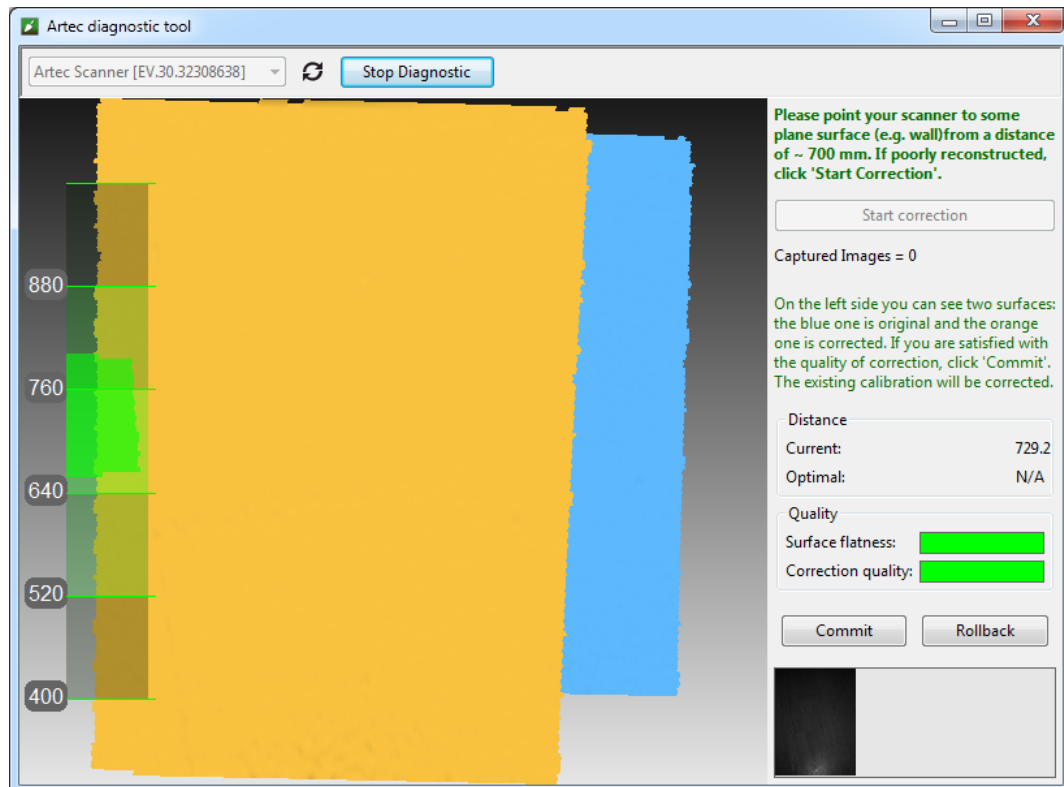 Artec diagnostic tool
Artec Scanner [EV.30.32308638]
Stop Diagnostic
880
760
640
520
400
Please point your scanner to some
plane surface (e.g. wall)from a distance
of ~ 700 mm. If poorly reconstructed,
click 'Start Correction'.
Start correction
Captured Images = 0
On the left side you can see two surfaces:
the blue one is original and the orange
one is corrected. If you are satisfied with
the quality of correction, click 'Commit'.
The existing calibration will be corrected.
Distance
Current: 729.2
Optimal: N/A
Quality
Surface flatness:
Correction quality:
Commit Rollback